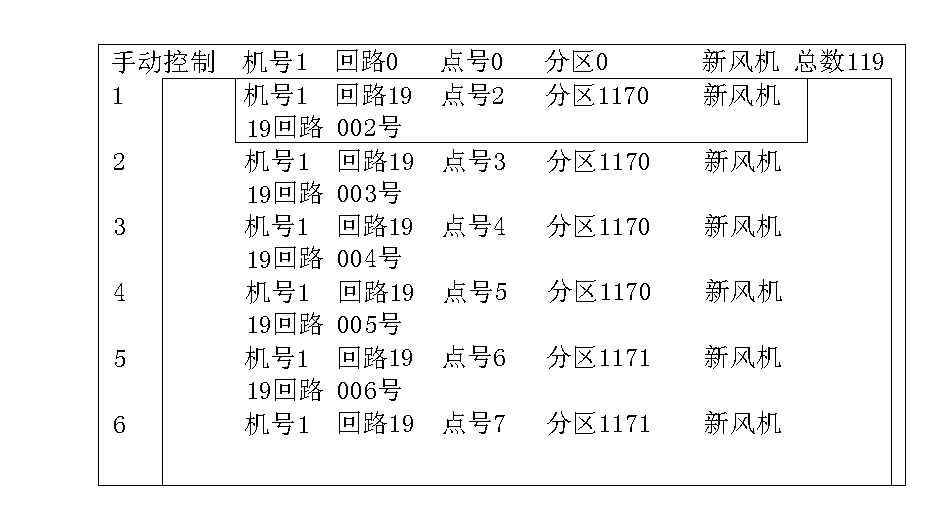 手动控制 机号1 回路0 点号0 分区0 新风机 总数119
1 机号1 回路19 点号2 分区1170 新风机
19回路 002号
2 机号1 回路19 点号3 分区1170 新风机
19回路 003号
3 机号1 回路19 点号4 分区1170 新风机
19回路 004号
4 机号1 回路19 点号5 分区1170 新风机
19回路 005号
5 机号1 回路19 点号6 分区1171 新风机
19回路 006号
6 机号1 回路19 点号7 分区1171 新风机